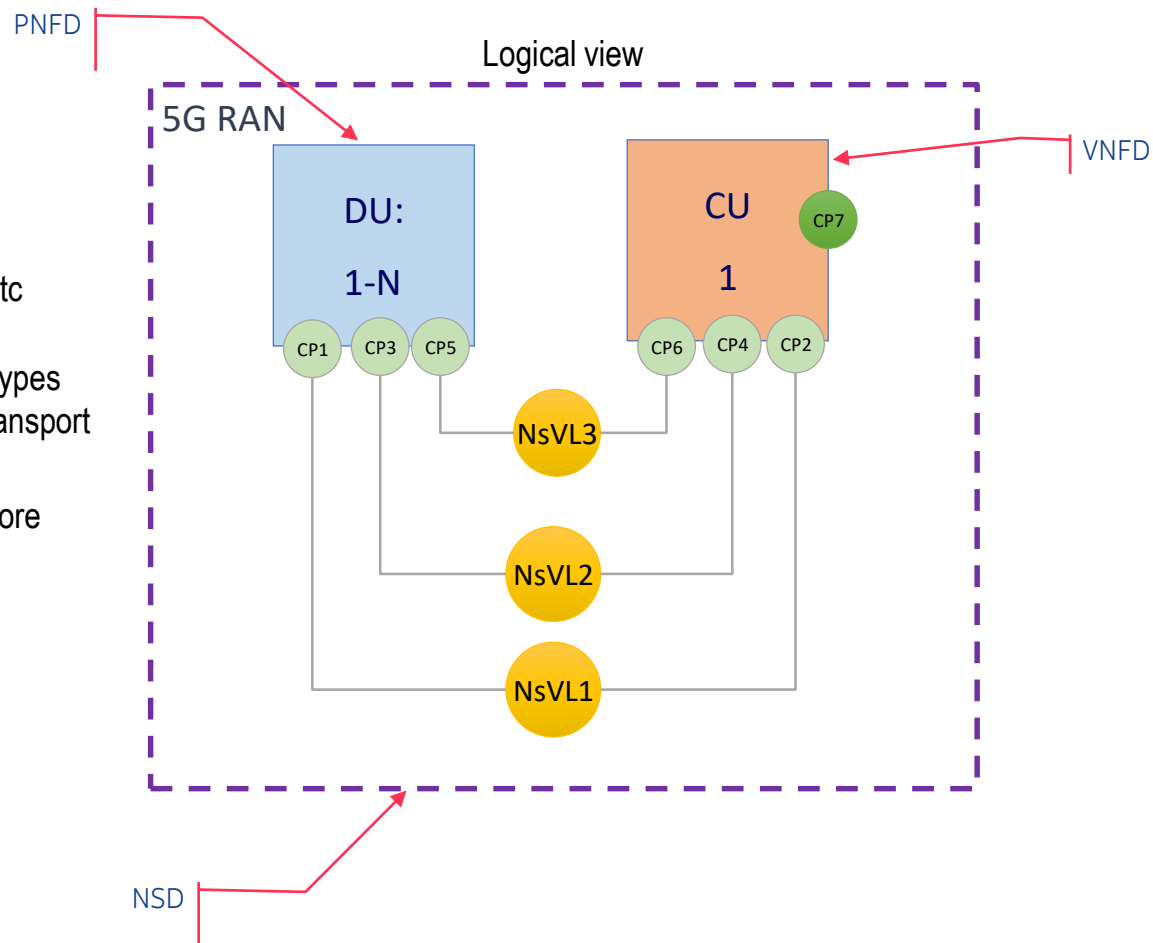 PNFD
Logical view
5G RAN
VNFD
DU:
1-N
CU
1
CP7
CP1
CP3
CP5
CP6
CP4
CP2
tc
ypes
ansport
ore
NsVL3
NsVL2
NsVL1
NSD